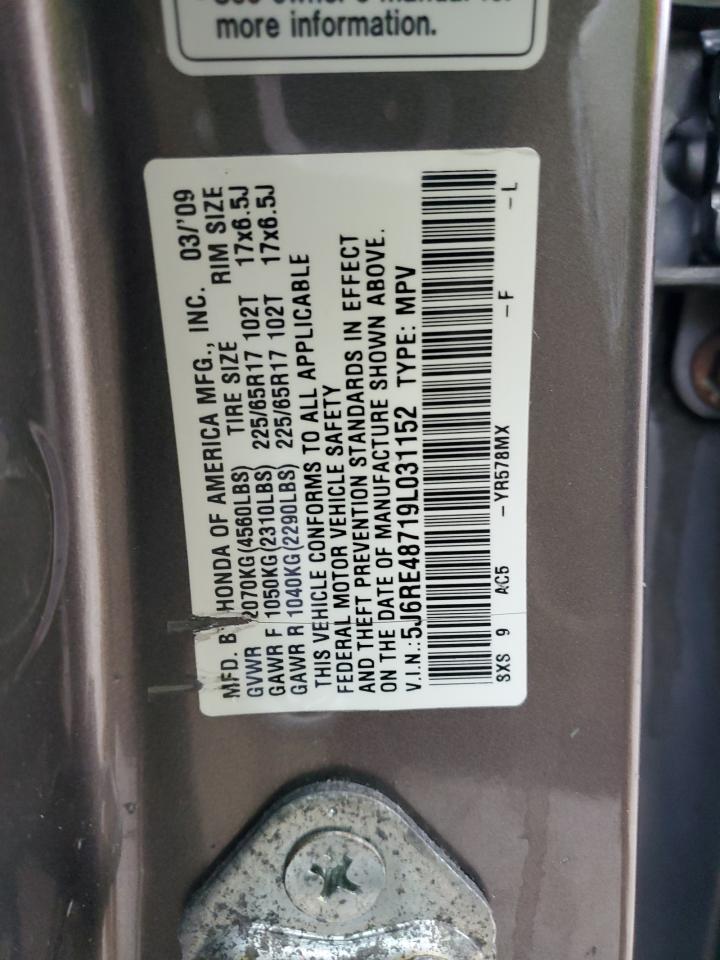 more information.
MFD. B HONDA OF AMERICA MFG., INC. 03/'09
GVWR 2070KG(4560LBS) TIRE SIZE RIM SIZE
GAWR F 1050KG(2310LBS) 225/65R17 102T 17x6.5J
GAWR R 1040KG(2290LBS) 225/65R17 102T 17x6.5J
THIS VEHICLE CONFORMS TO ALL APPLICABLE
FEDERAL MOTOR VEHICLE SAFETY
AND THEFT PREVENTION STANDARDS IN EFFECT
ON THE DATE OF MANUFACTURE SHOWN ABOVE.
V.I.N.:5J6RE48719L031152 TYPE: MPV
SXS 9 AC5 -YR578MX -F -L